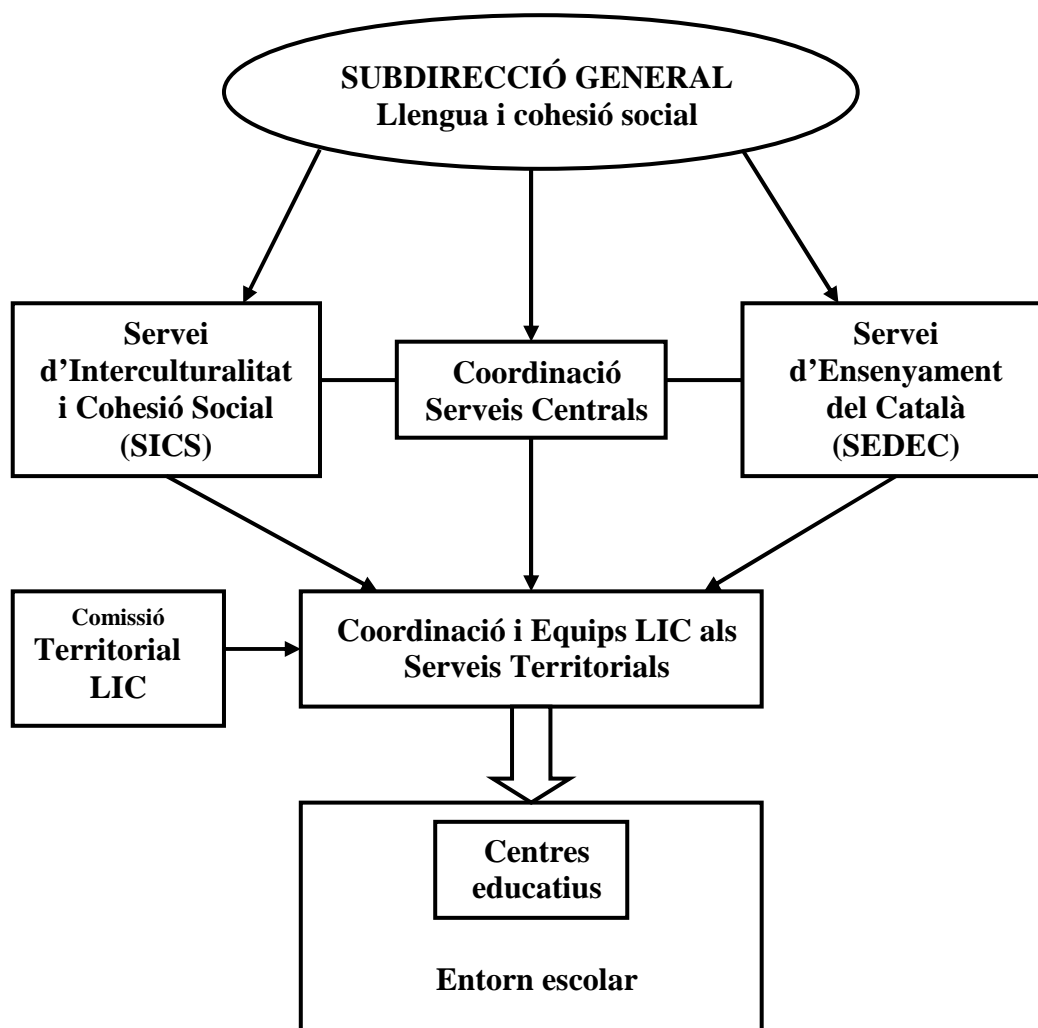 SUBDIRECCIÓ GENERAL
Llengua i cohesió social
Servei
d’Interculturalitat
i Cohesió Social
(SICS)
Coordinació
Serveis Centrals
Servei
d’Ensenyament
del Català
(SEDEC)
Comissió
Territorial
LIC
Coordinació i Equips LIC als
Serveis Territorials
Centres
educatius
Entorn escolar